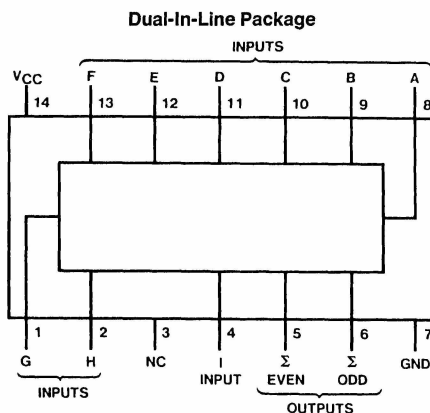 Dual-In-Line Package
INPUTS
VCC F E D C B A
14 13 12 11 10 9 8
1 2 3 4 5 6 7
G H NC I Σ Σ GND
INPUT EVEN ODD
INPUTS
OUTPUTS